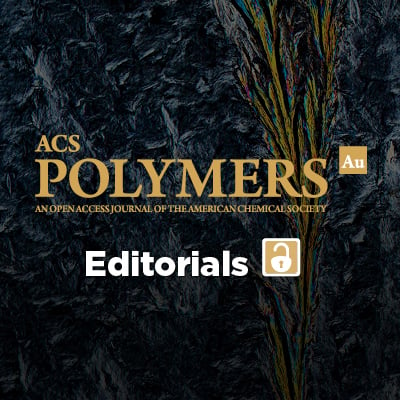 ACS
POLYMERS Au
AN OPEN ACCESS JOURNAL OF THE AMERICAN CHEMICAL SOCIETY
Editorials